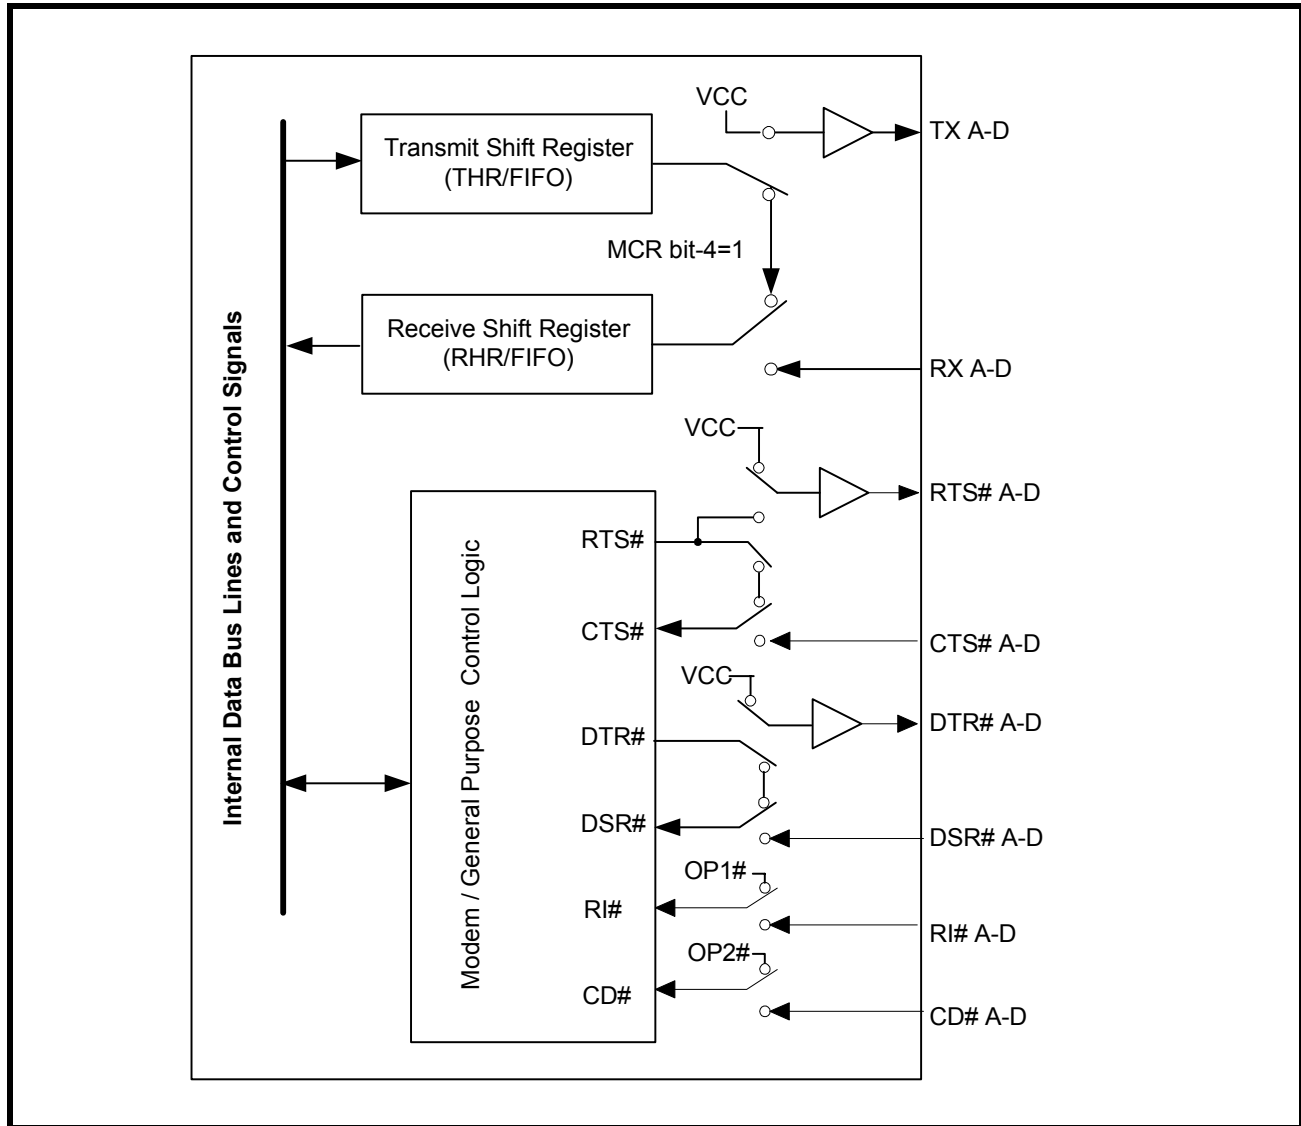 VCC
TX A-D
Transmit Shift Register
(THR/FIFO)
MCR bit-4=1
Receive Shift Register
(RHR/FIFO)
RX A-D
Internal Data Bus Lines and Control Signals
VCC
RTS# A-D
Modem / General Purpose Control Logic
RTS#
CTS#
CTS# A-D
VCC
DTR# A-D
DTR#
DSR#
DSR# A-D
OP1#
RI#
RI# A-D
OP2#
CD#
CD# A-D